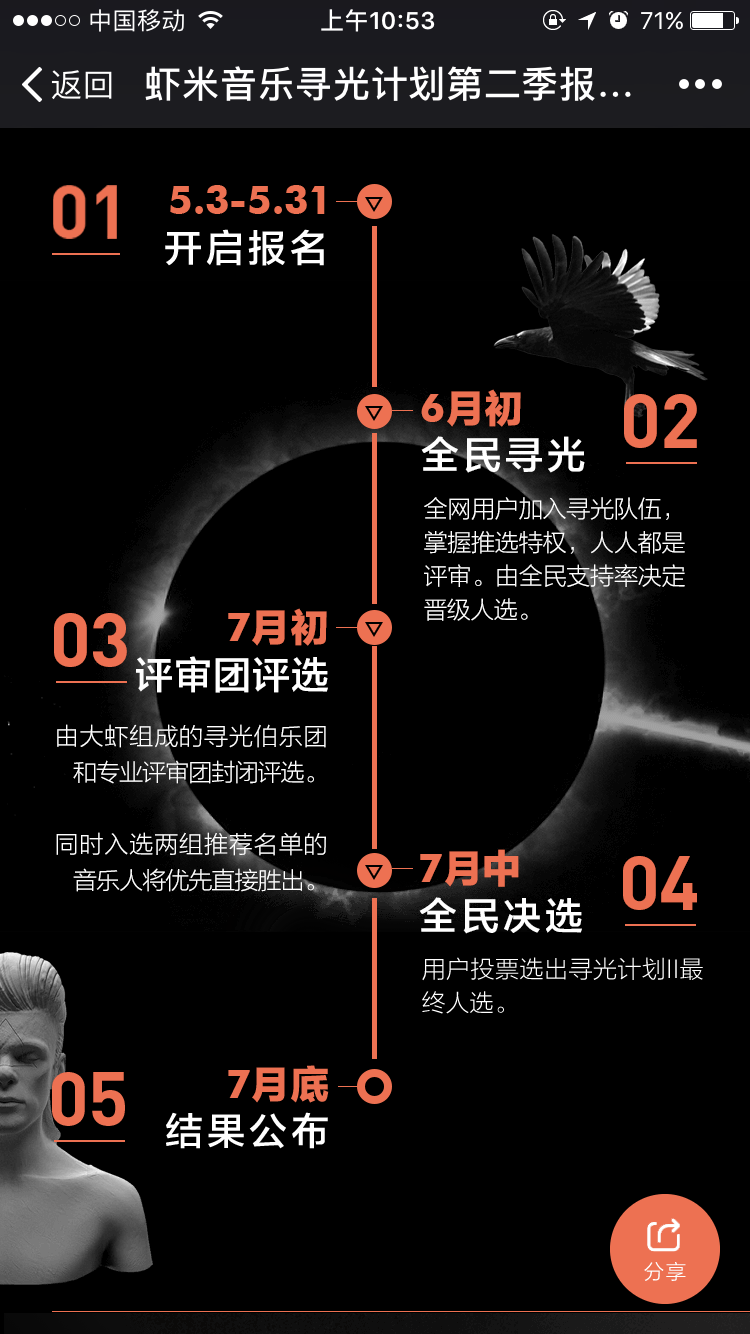 中国移动 上午10:53 71%
返回 虾米音乐寻光计划第二季报...
01
5.3-5.31
开启报名
02
6月初
全民寻光
全网用户加入寻光队伍，
掌握推选特权，人人都是
评审。由全民支持率决定
晋级人选。
03
7月初
评审团评选
由大虾组成的寻光伯乐团
和专业评审团封闭评选。
同时入选两组推荐名单的
音乐人将优先直接胜出。
04
7月中
全民决选
用户投票选出寻光计划II最
终人选。
05
7月底
结果公布
分享